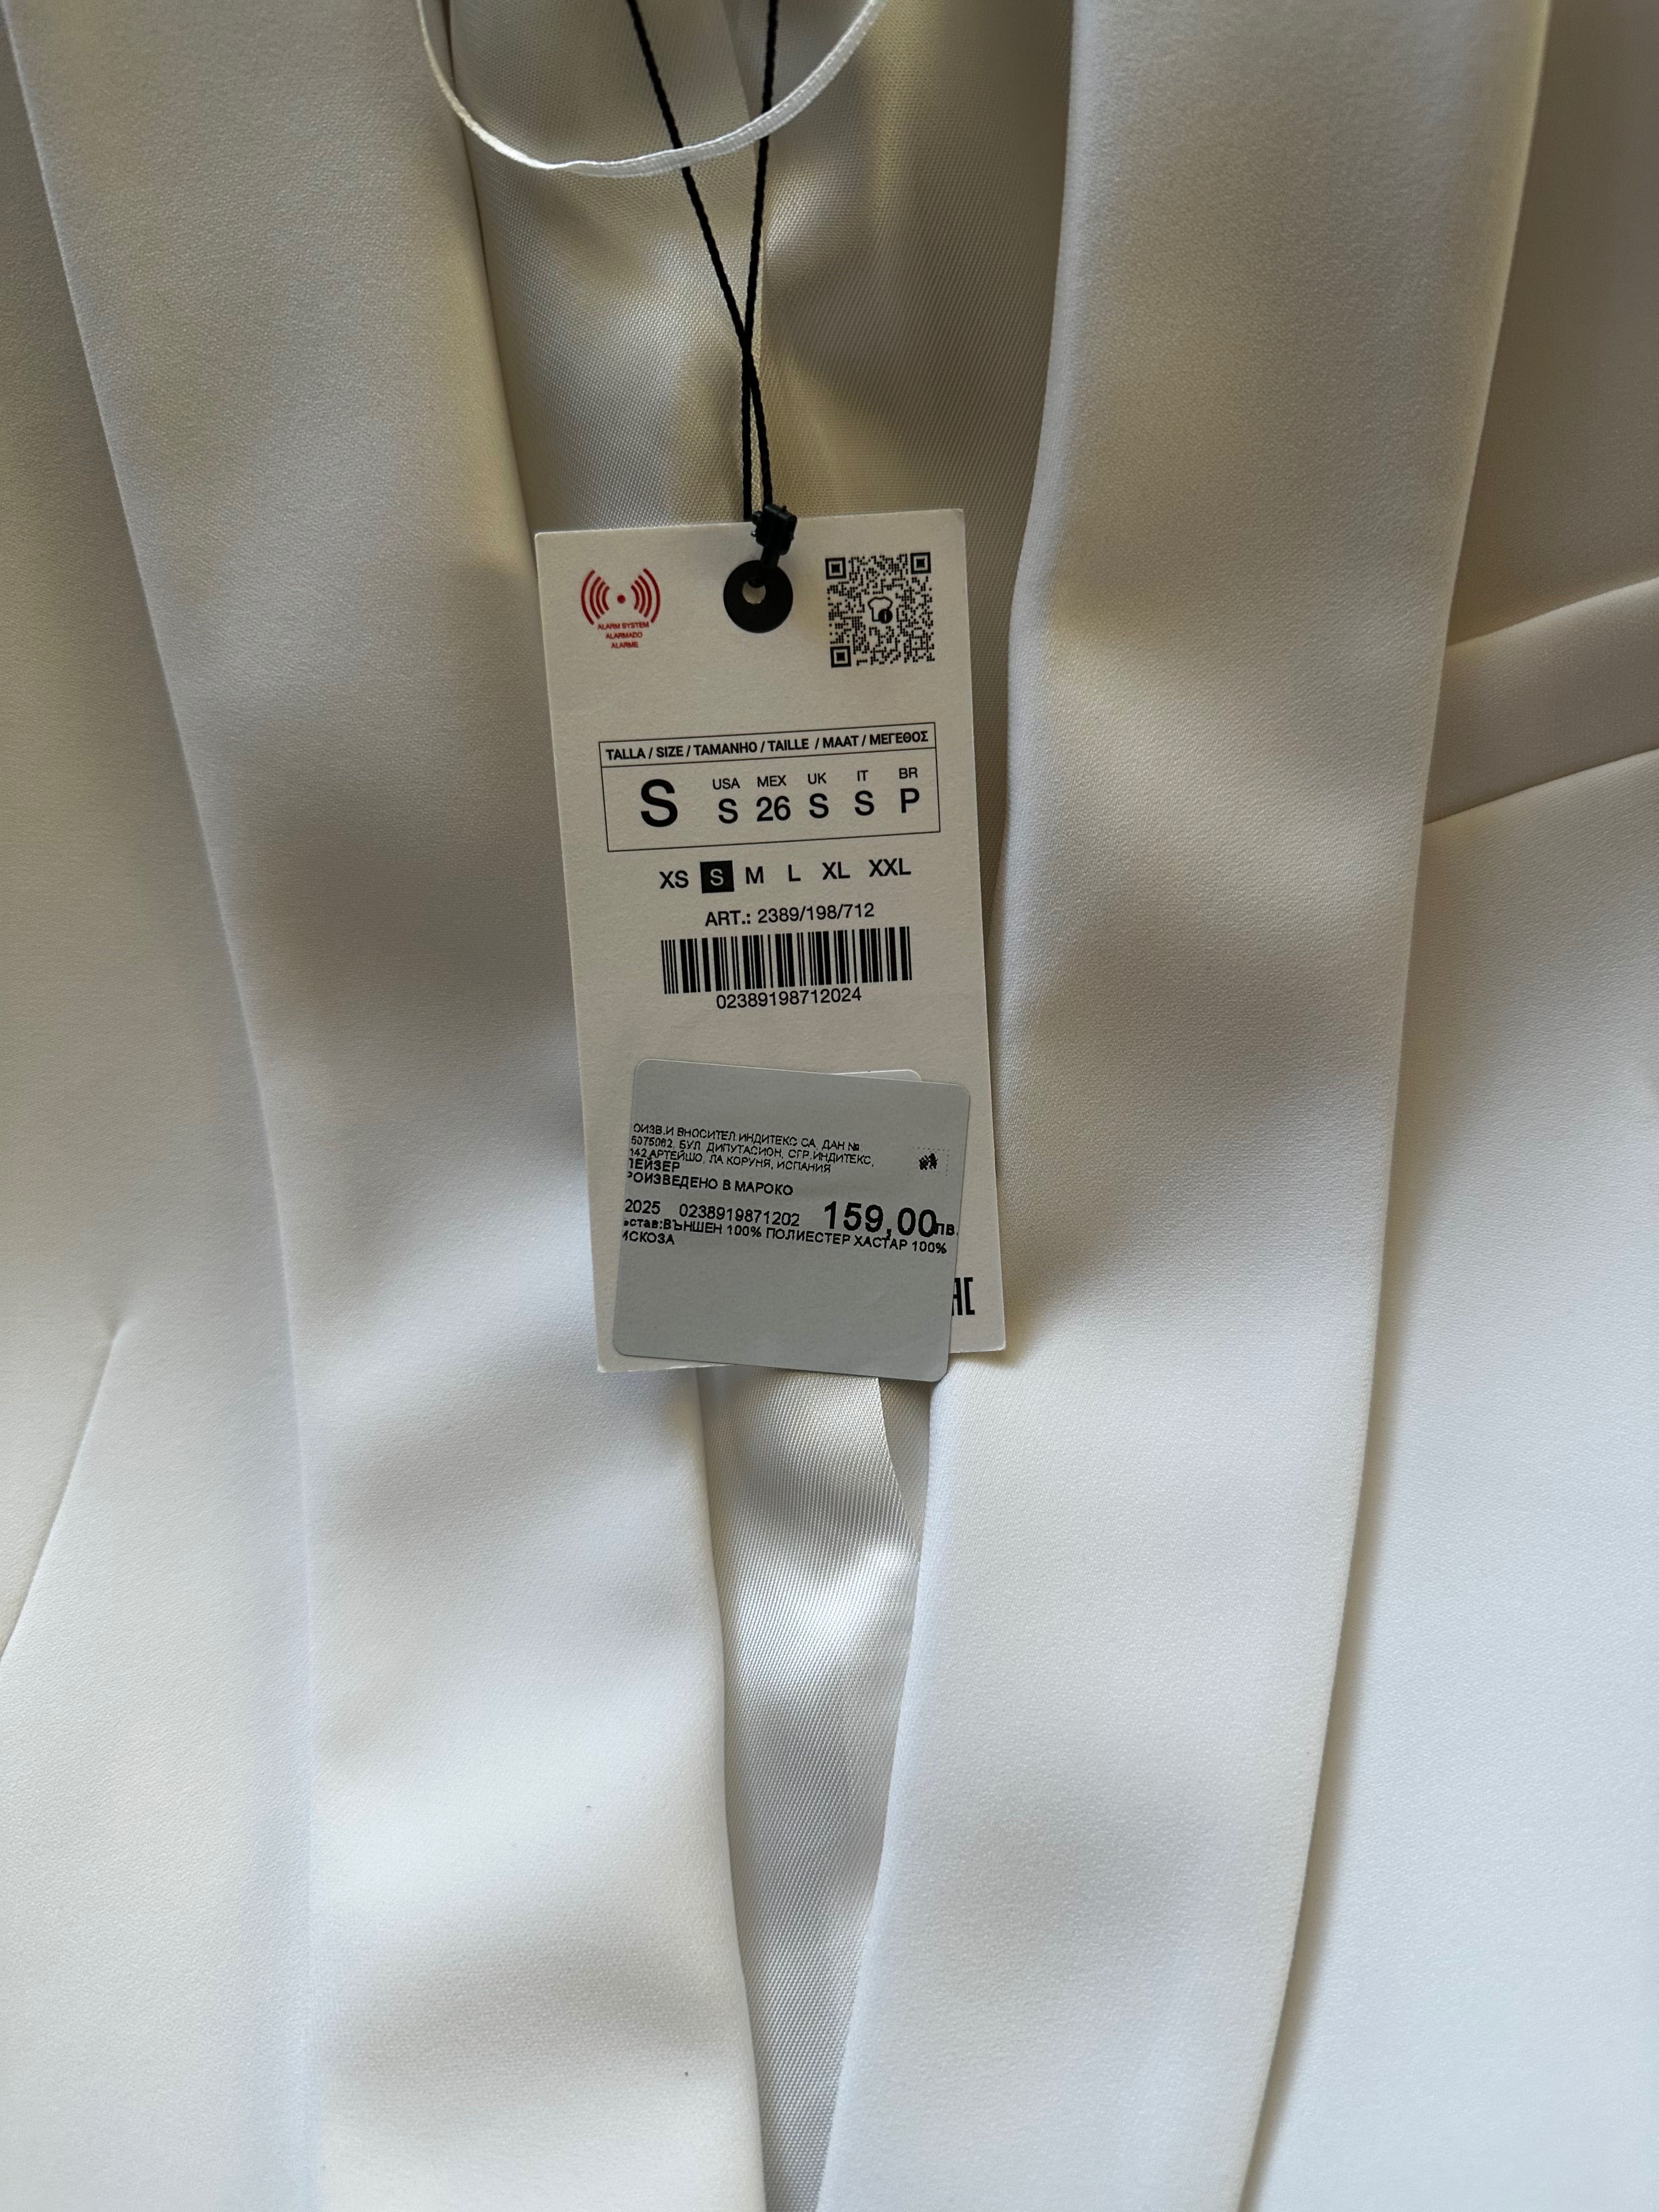 ALARM SYSTEM
ALARMADO
ALARME
TALLA / SIZE / TAMANHO / TAILLE / MAAT / ΜΕΓΕΘΟΣ
S
USA MEX UK IT BR
S 26 S S P
XS S M L XL XXL
ART.: 2389/198/712
02389198712024
ОИЗВ.И ВНОСИТЕЛ:ИНДИТЕКС СА, ДАН №
5075062, БУЛ. ДИПУТАСИОН, СГР.ИНДИТЕКС,
142,АРТЕЙШО, ЛА КОРУНЯ, ИСПАНИЯ
ЛЕЙЗЕР
РОИЗВЕДЕНО В МАРОКО
2025 0238919871202 159,00лв.
ъстав:ВЪНШЕН 100% ПОЛИЕСТЕР ХАСТАР 100%
ИСКОЗА